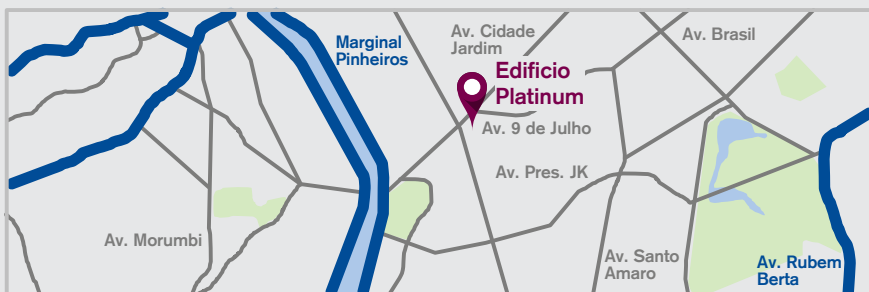 Marginal
Pinheiros
Av. Cidade
Jardim
Av. Brasil
Edificio
Platinum
Av. 9 de Julho
Av. Pres. JK
Av. Morumbi
Av. Santo
Amaro
Av. Rubem
Berta